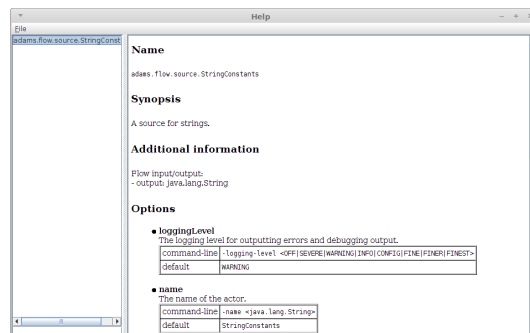 Help
File
adams.flow.source.StringConst
Name
adams.flow.source.StringConstants
Synopsis
A source for strings.
Additional information
Flow input/output:
- output: java.lang.String
Options
● loggingLevel
The logging level for outputting errors and debugging output.
command-line -logging-level <OFF|SEVERE|WARNING|INFO|CONFIG|FINE|FINER|FINEST>
default WARNING
● name
The name of the actor.
command-line -name <java.lang.String>
default StringConstants